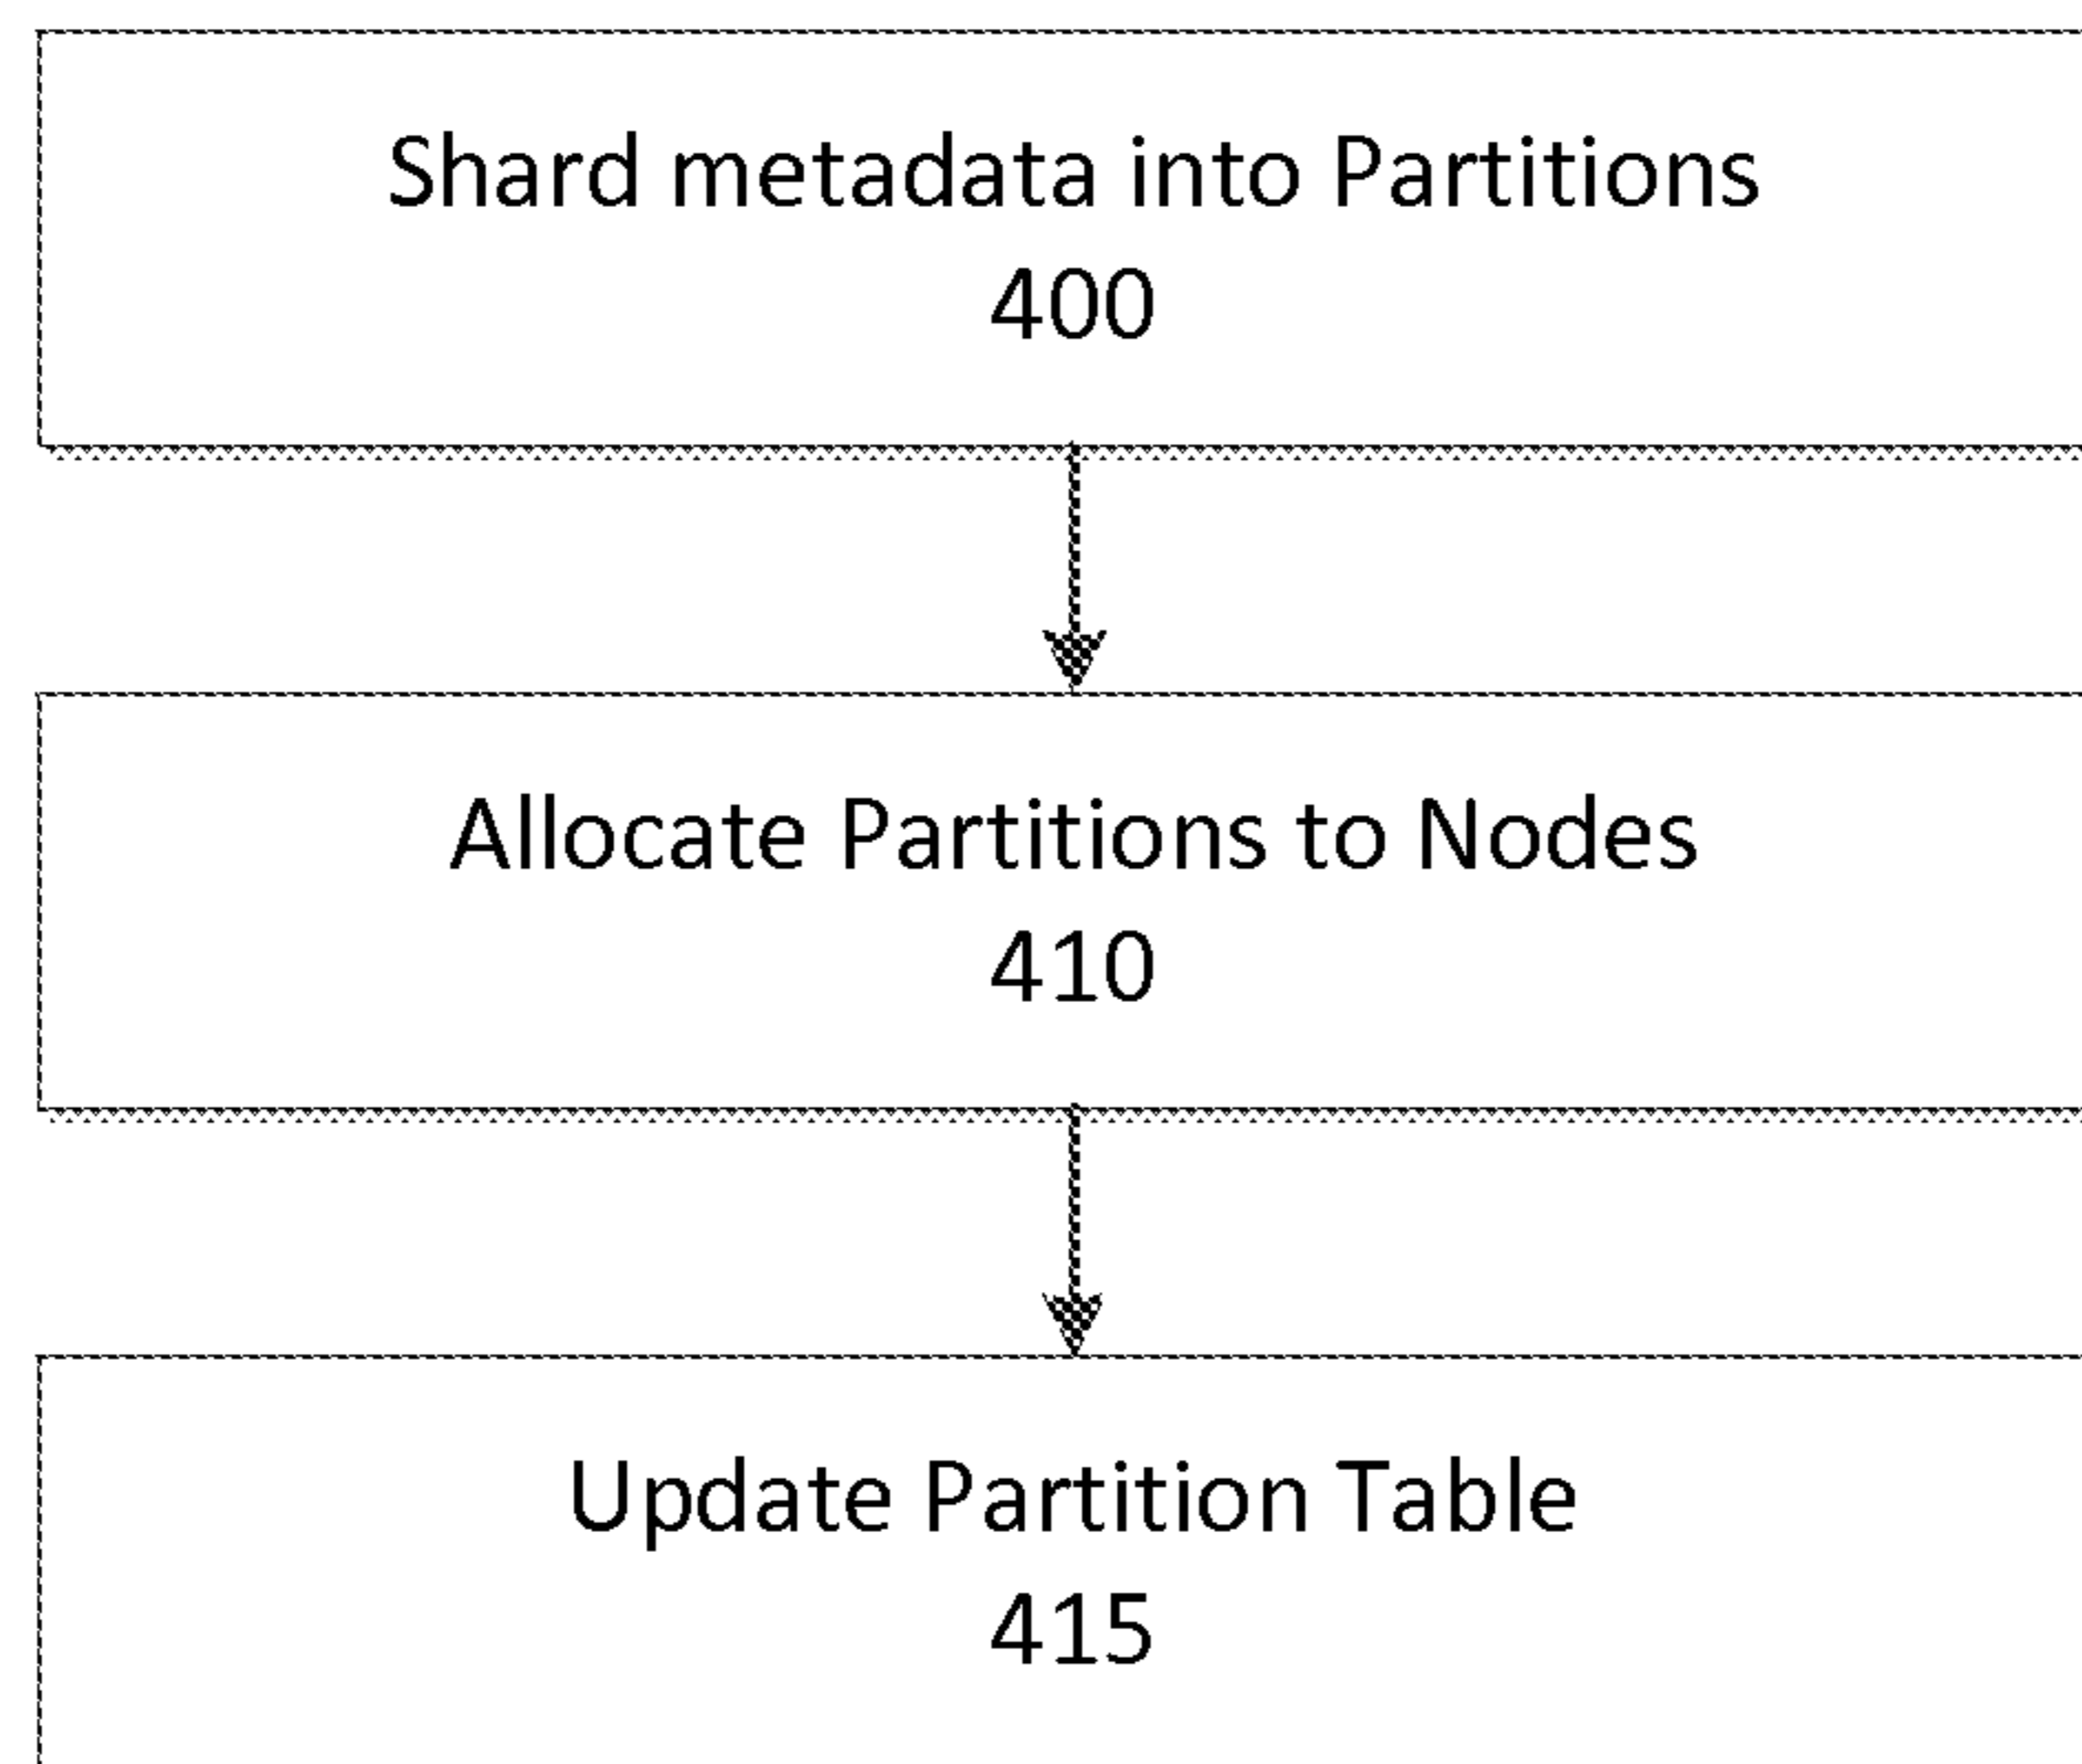 Shard metadata into Partitions
400
Allocate Partitions to Nodes
410
Update Partition Table
415